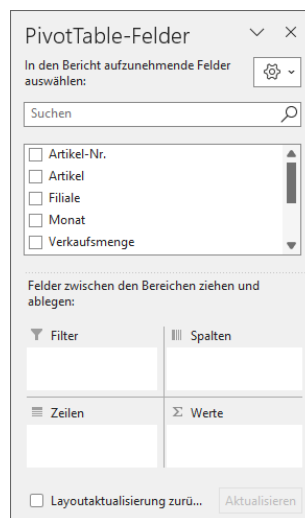 PivotTable-Felder
In den Bericht aufzunehmende Felder
auswählen:
Suchen
Artikel-Nr.
Artikel
Filiale
Monat
Verkaufsmenge
Felder zwischen den Bereichen ziehen und
ablegen:
Filter
Spalten
Zeilen
Σ Werte
Layoutaktualisierung zurü...
Aktualisieren